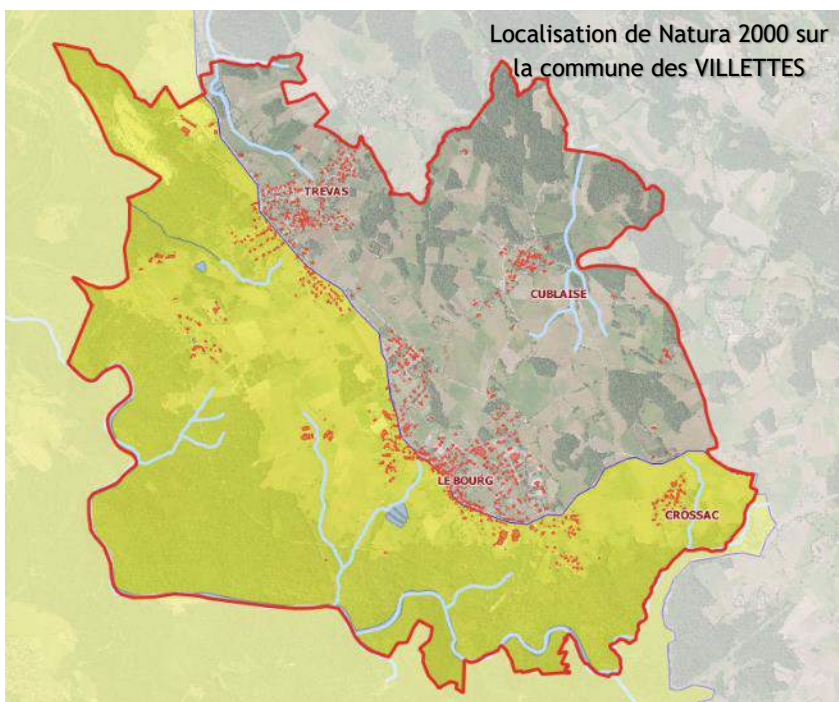 Localisation de Natura 2000 sur
la commune des VILLETTES
TREVAS
CUBLAISE
LE BOURG
CROSSAC